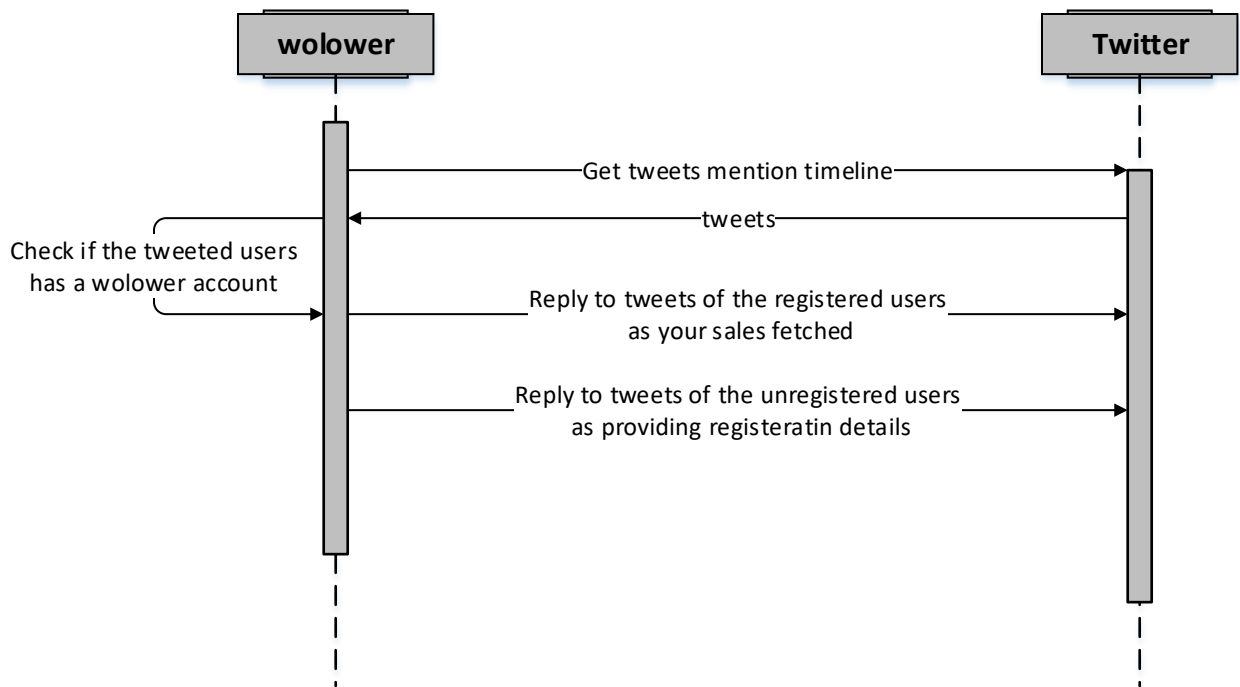 wolower
Twitter
Get tweets mention timeline
tweets
Check if the tweeted users
has a wolower account
Reply to tweets of the registered users
as your sales fetched
Reply to tweets of the unregistered users
as providing registeratin details